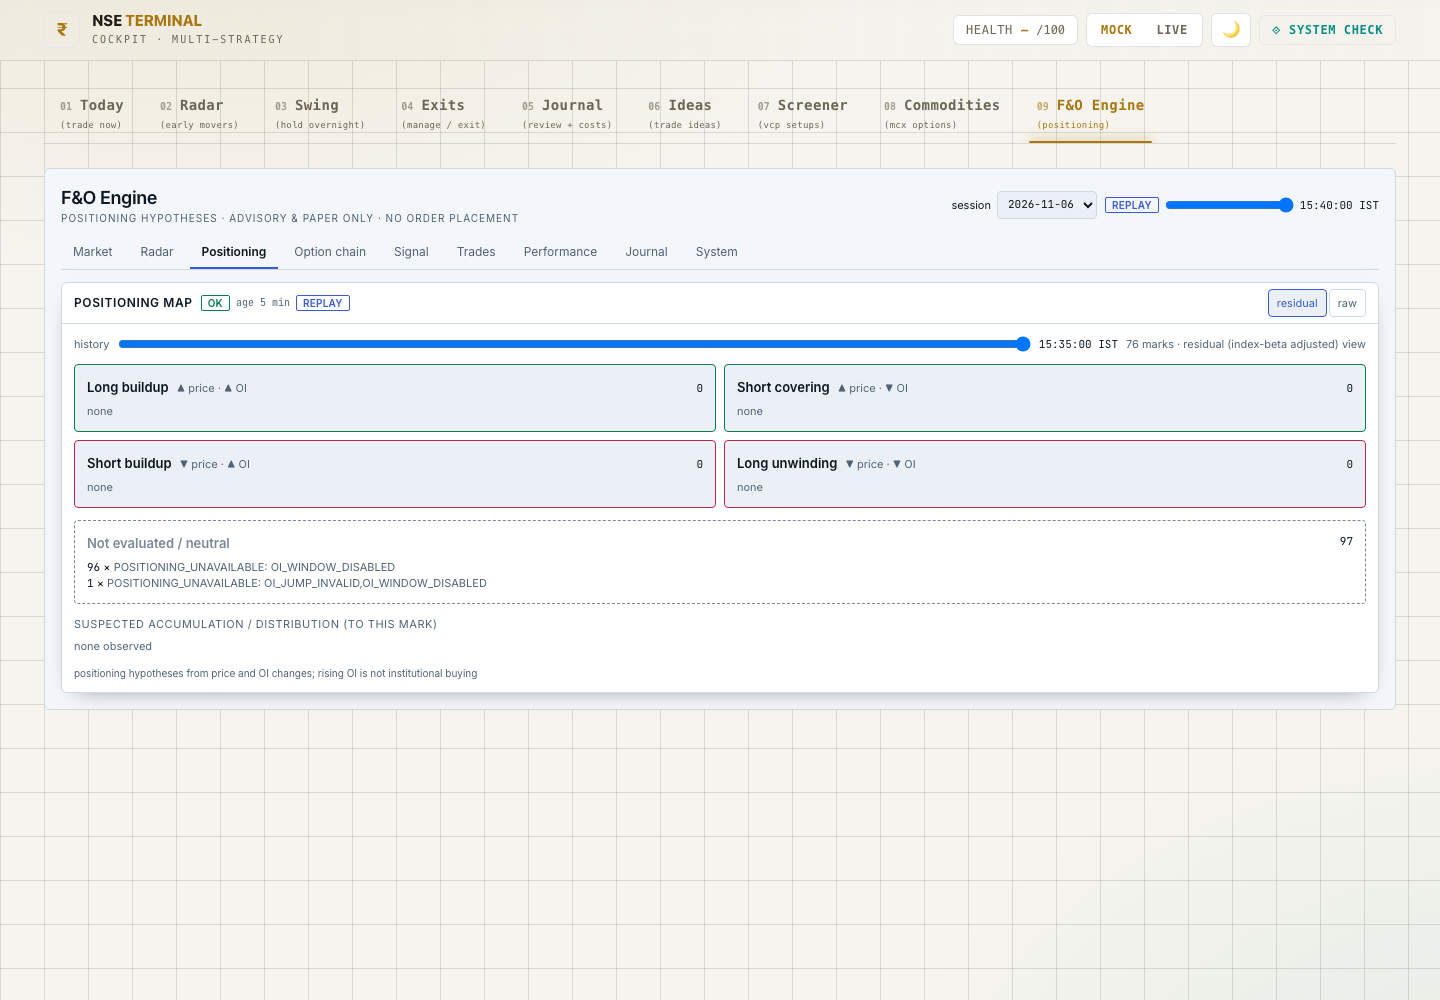 ₹ NSE TERMINAL
COCKPIT · MULTI-STRATEGY
HEALTH — /100 MOCK LIVE SYSTEM CHECK
01 Today 02 Radar 03 Swing 04 Exits 05 Journal 06 Ideas 07 Screener 08 Commodities 09 F&O Engine
(trade now) (early movers) (hold overnight) (manage / exit) (review + costs) (trade ideas) (vcp setups) (mcx options) (positioning)
F&O Engine
POSITIONING HYPOTHESES · ADVISORY & PAPER ONLY · NO ORDER PLACEMENT
session 2026-11-06 REPLAY 15:40:00 IST
Market Radar Positioning Option chain Signal Trades Performance Journal System
POSITIONING MAP OK age 5 min REPLAY residual raw
history 15:35:00 IST 76 marks · residual (index-beta adjusted) view
Long buildup ▲ price · ▲ OI 0
none
Short covering ▲ price · ▼ OI 0
none
Short buildup ▼ price · ▲ OI 0
none
Long unwinding ▼ price · ▼ OI 0
none
Not evaluated / neutral 97
96 × POSITIONING_UNAVAILABLE: OI_WINDOW_DISABLED
1 × POSITIONING_UNAVAILABLE: OI_JUMP_INVALID,OI_WINDOW_DISABLED
SUSPECTED ACCUMULATION / DISTRIBUTION (TO THIS MARK)
none observed
positioning hypotheses from price and OI changes; rising OI is not institutional buying